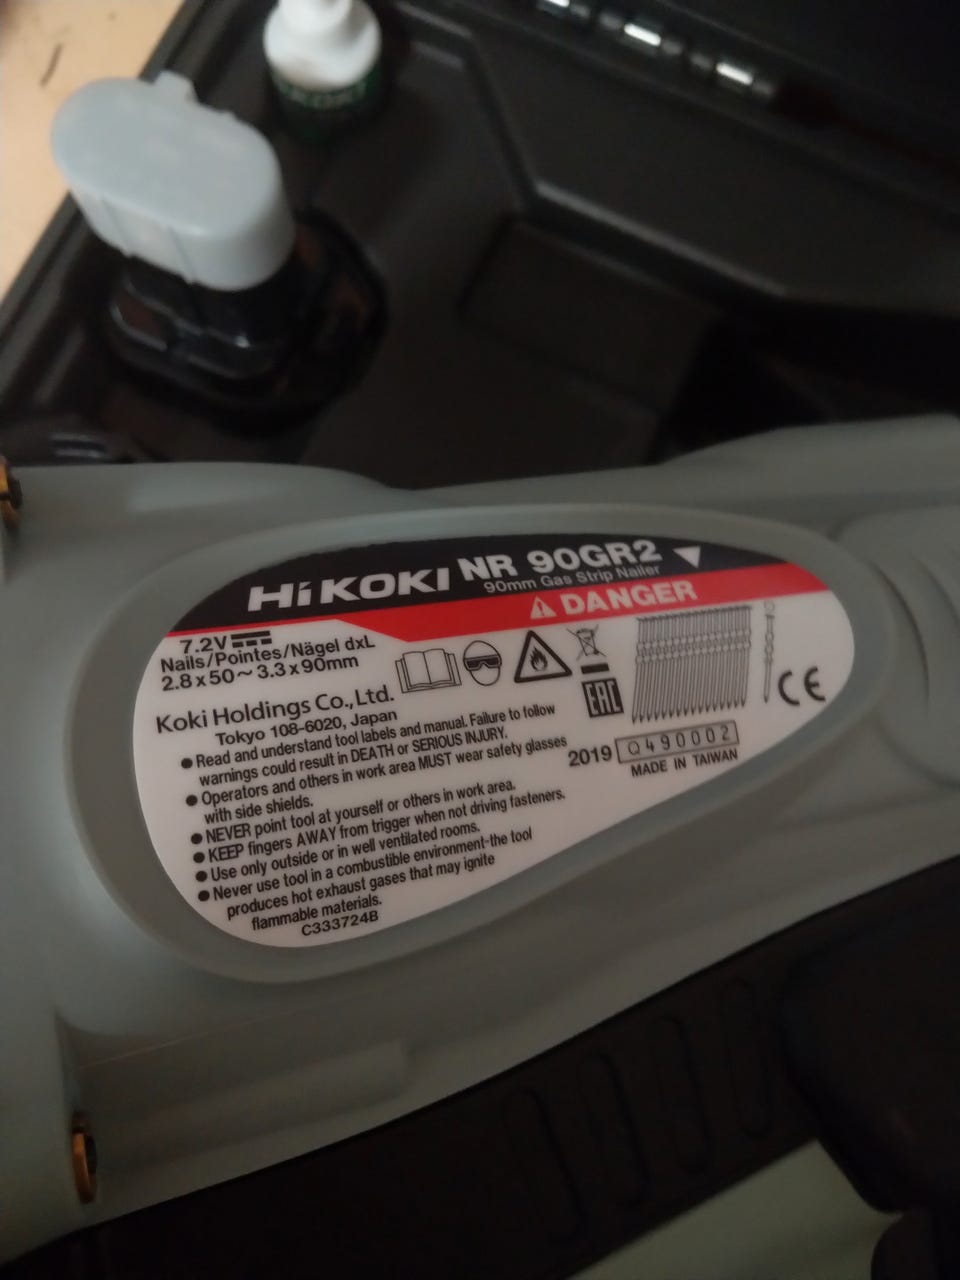 HiKOKI NR 90GR2
90mm Gas Strip Nailer
DANGER
7.2V
Nails/Pointes/Nägel dxL
2.8x50~3.3x90mm
EAC
CE
Koki Holdings Co.,Ltd.
Tokyo 108-6020, Japan
● Read and understand tool labels and manual. Failure to follow
warnings could result in DEATH or SERIOUS INJURY.
● Operators and others in work area MUST wear safety glasses
with side shields.
● NEVER point tool at yourself or others in work area.
● KEEP fingers AWAY from trigger when not driving fasteners.
● Use only outside or in well ventilated rooms.
● Never use tool in a combustible environment-the tool
produces hot exhaust gases that may ignite
flammable materials.
C333724B
2019 Q490002
MADE IN TAIWAN